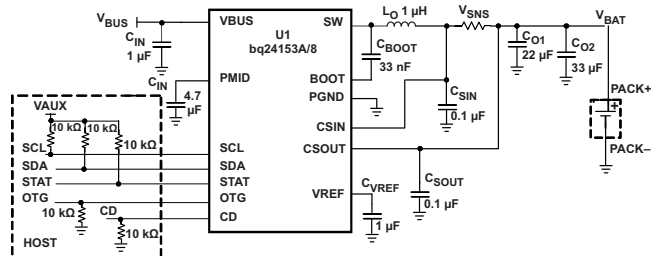 VBUS
CIN
1 µF
CIN
4.7
µF
VBUS
PMID
U1
bq24153A/8
SW
BOOT
PGND
CSIN
CSOUT
VREF
SCL
SDA
STAT
OTG
CD
LO 1 µH
VSNS
VBAT
CBOOT
33 nF
CO1
22 µF
CO2
33 µF
CSIN
0.1 µF
PACK+
+
PACK–
CSOUT
0.1 µF
CVREF
1 µF
VAUX
10 kΩ
10 kΩ
10 kΩ
SCL
SDA
STAT
OTG
10 kΩ
CD
10 kΩ
HOST